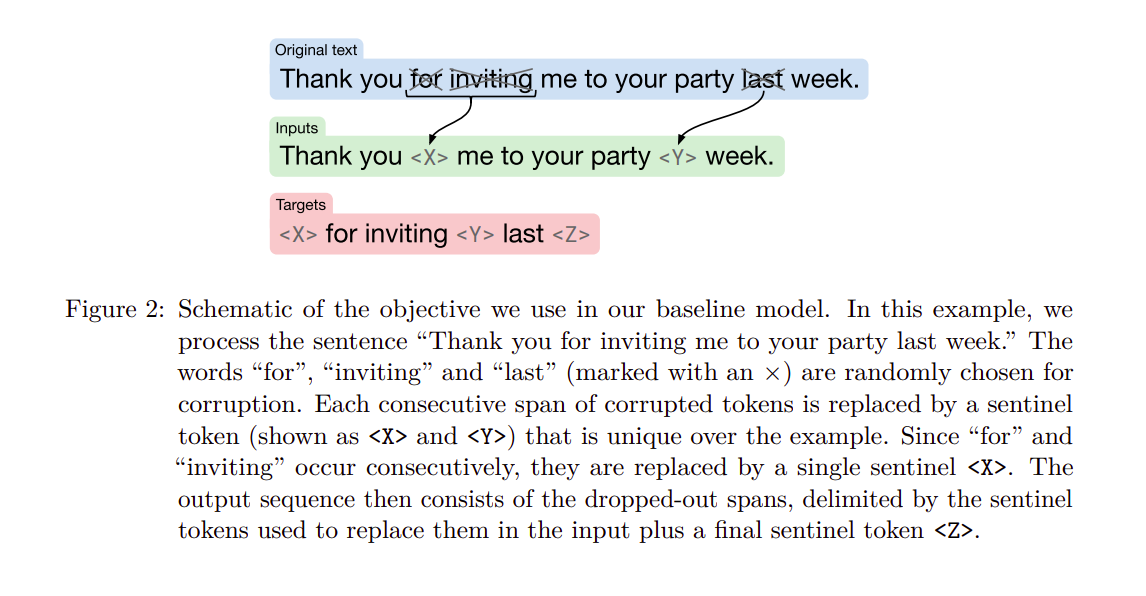 Original text
Thank you for inviting me to your party last week.
Inputs
Thank you <X> me to your party <Y> week.
Targets
<X> for inviting <Y> last <Z>
Figure 2: Schematic of the objective we use in our baseline model. In this example, we
process the sentence “Thank you for inviting me to your party last week.” The
words “for”, “inviting” and “last” (marked with an ×) are randomly chosen for
corruption. Each consecutive span of corrupted tokens is replaced by a sentinel
token (shown as <X> and <Y>) that is unique over the example. Since “for” and
“inviting” occur consecutively, they are replaced by a single sentinel <X>. The
output sequence then consists of the dropped-out spans, delimited by the sentinel
tokens used to replace them in the input plus a final sentinel token <Z>.